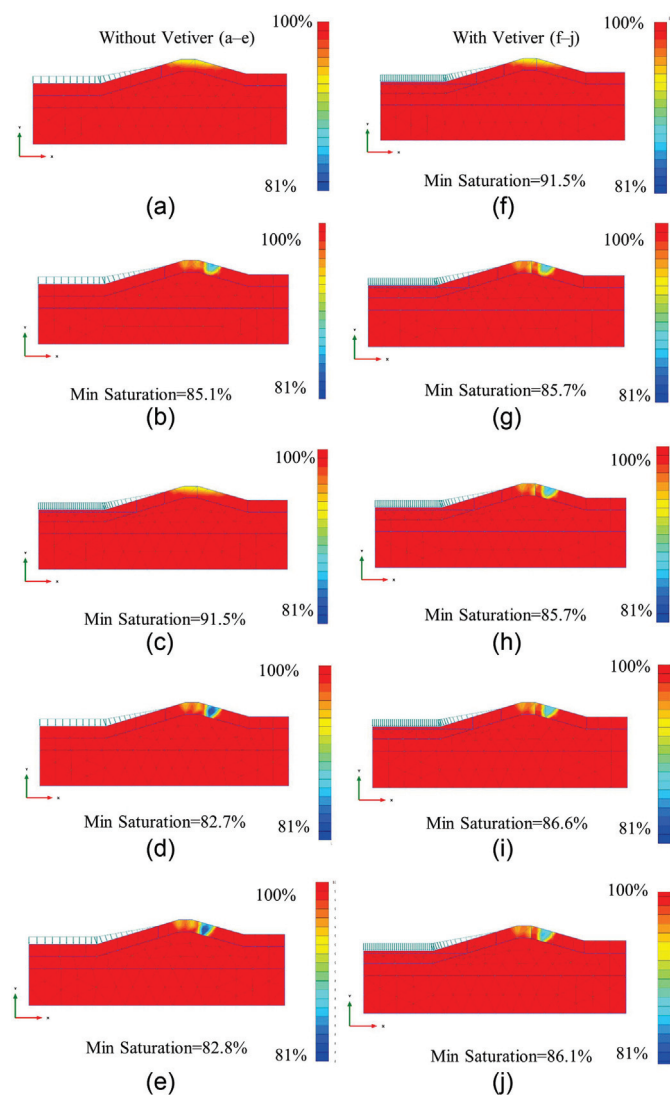 100%
Without Vetiver (a–e)
81%
(a)
100%
With Vetiver (f–j)
Min Saturation=91.5%
81%
(f)
100%
Min Saturation=85.1%
81%
(b)
100%
Min Saturation=85.7%
81%
(g)
100%
Min Saturation=91.5%
81%
(c)
100%
Min Saturation=85.7%
81%
(h)
100%
Min Saturation=82.7%
81%
(d)
100%
Min Saturation=86.6%
81%
(i)
100%
Min Saturation=82.8%
81%
(e)
100%
Min Saturation=86.1%
81%
(j)